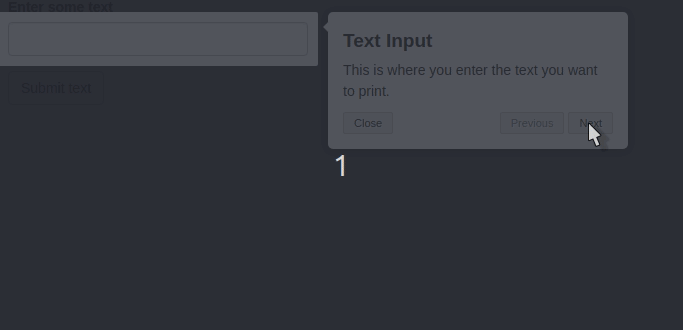 Enter some text
Submit text
Text Input
This is where you enter the text you want
to print.
Close
Previous
Next
1